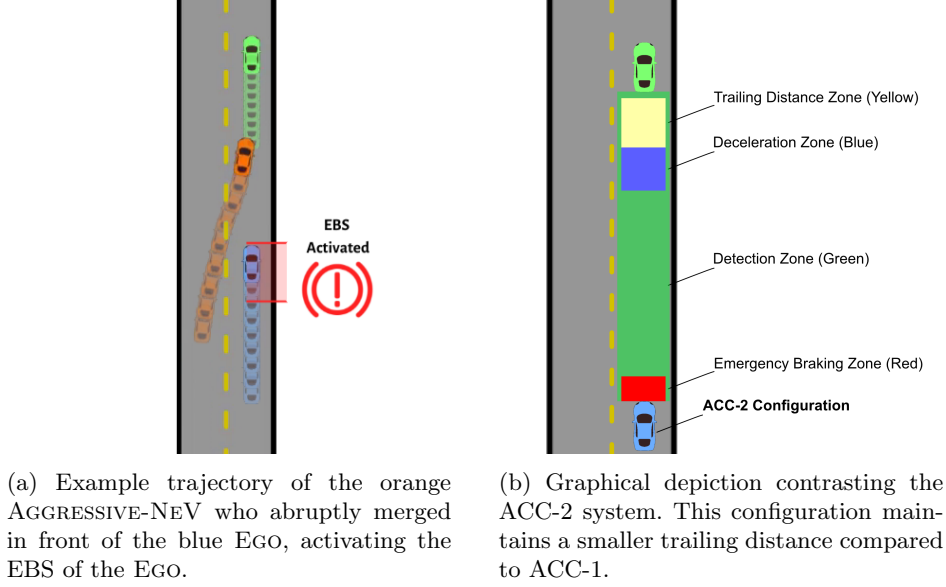 EBS
Activated
Trailing Distance Zone (Yellow)
Deceleration Zone (Blue)
Detection Zone (Green)
Emergency Braking Zone (Red)
ACC-2 Configuration
(a) Example trajectory of the orange
AGGRESSIVE-NEV who abruptly merged
in front of the blue EGO, activating the
EBS of the EGO.
(b) Graphical depiction contrasting the
ACC-2 system. This configuration main-
tains a smaller trailing distance compared
to ACC-1.